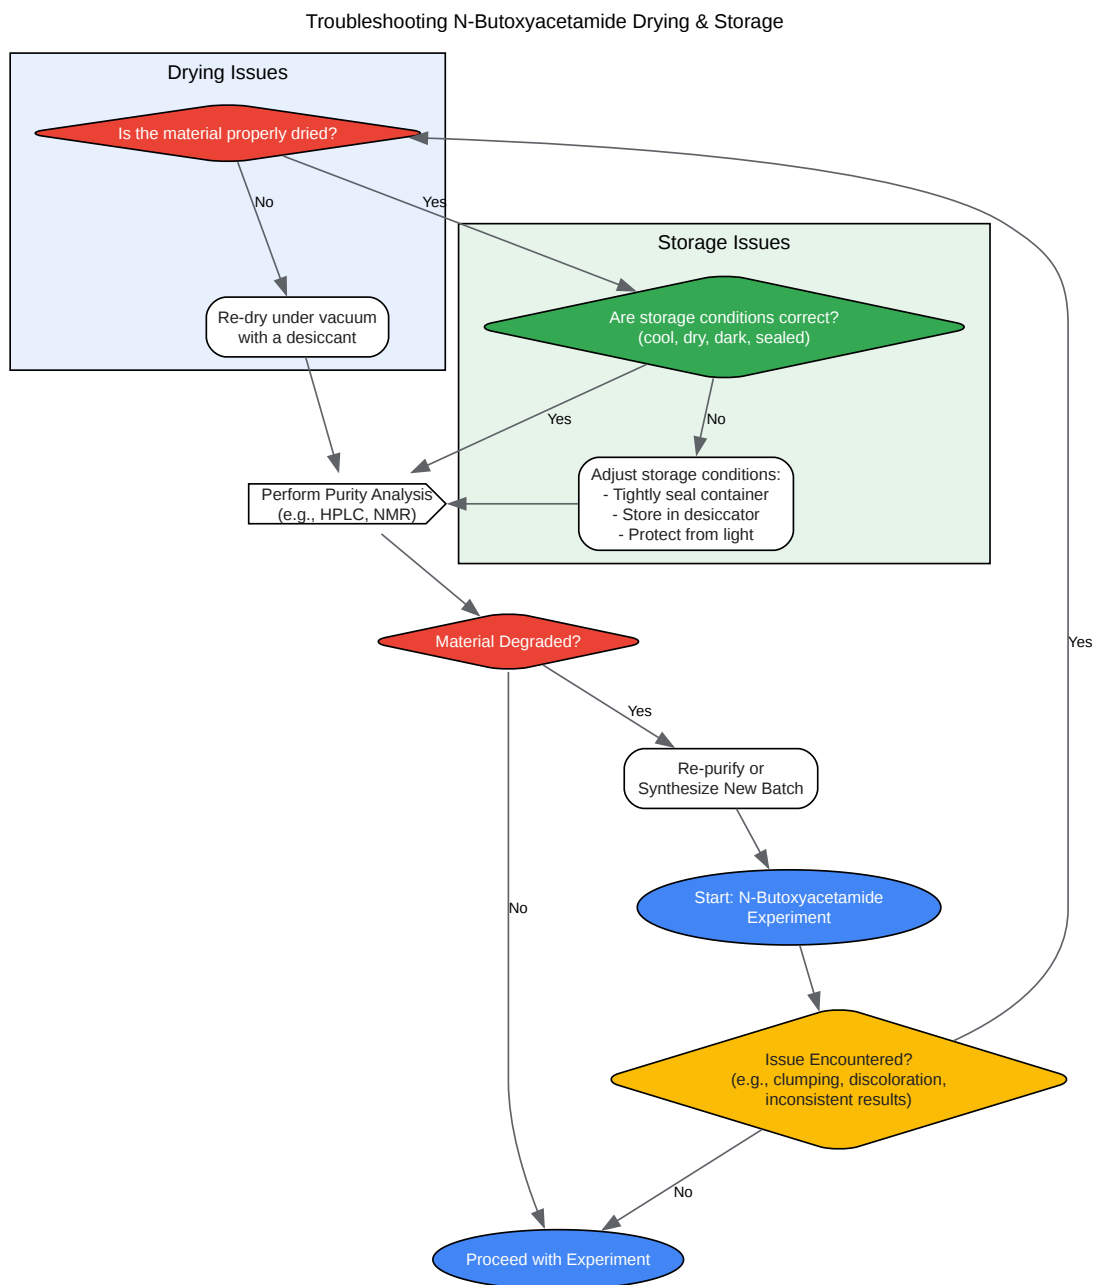 Troubleshooting N-Butoxyacetamide Drying & Storage
Drying Issues
Is the material properly dried?
No
Yes
Re-dry under vacuum
with a desiccant
Storage Issues
Are storage conditions correct?
(cool, dry, dark, sealed)
Yes
No
Adjust storage conditions:
- Tightly seal container
- Store in desiccator
- Protect from light
Perform Purity Analysis
(e.g., HPLC, NMR)
Material Degraded?
Yes
Yes
Re-purify or
Synthesize New Batch
No
Start: N-Butoxyacetamide
Experiment
Issue Encountered?
(e.g., clumping, discoloration,
inconsistent results)
No
Proceed with Experiment